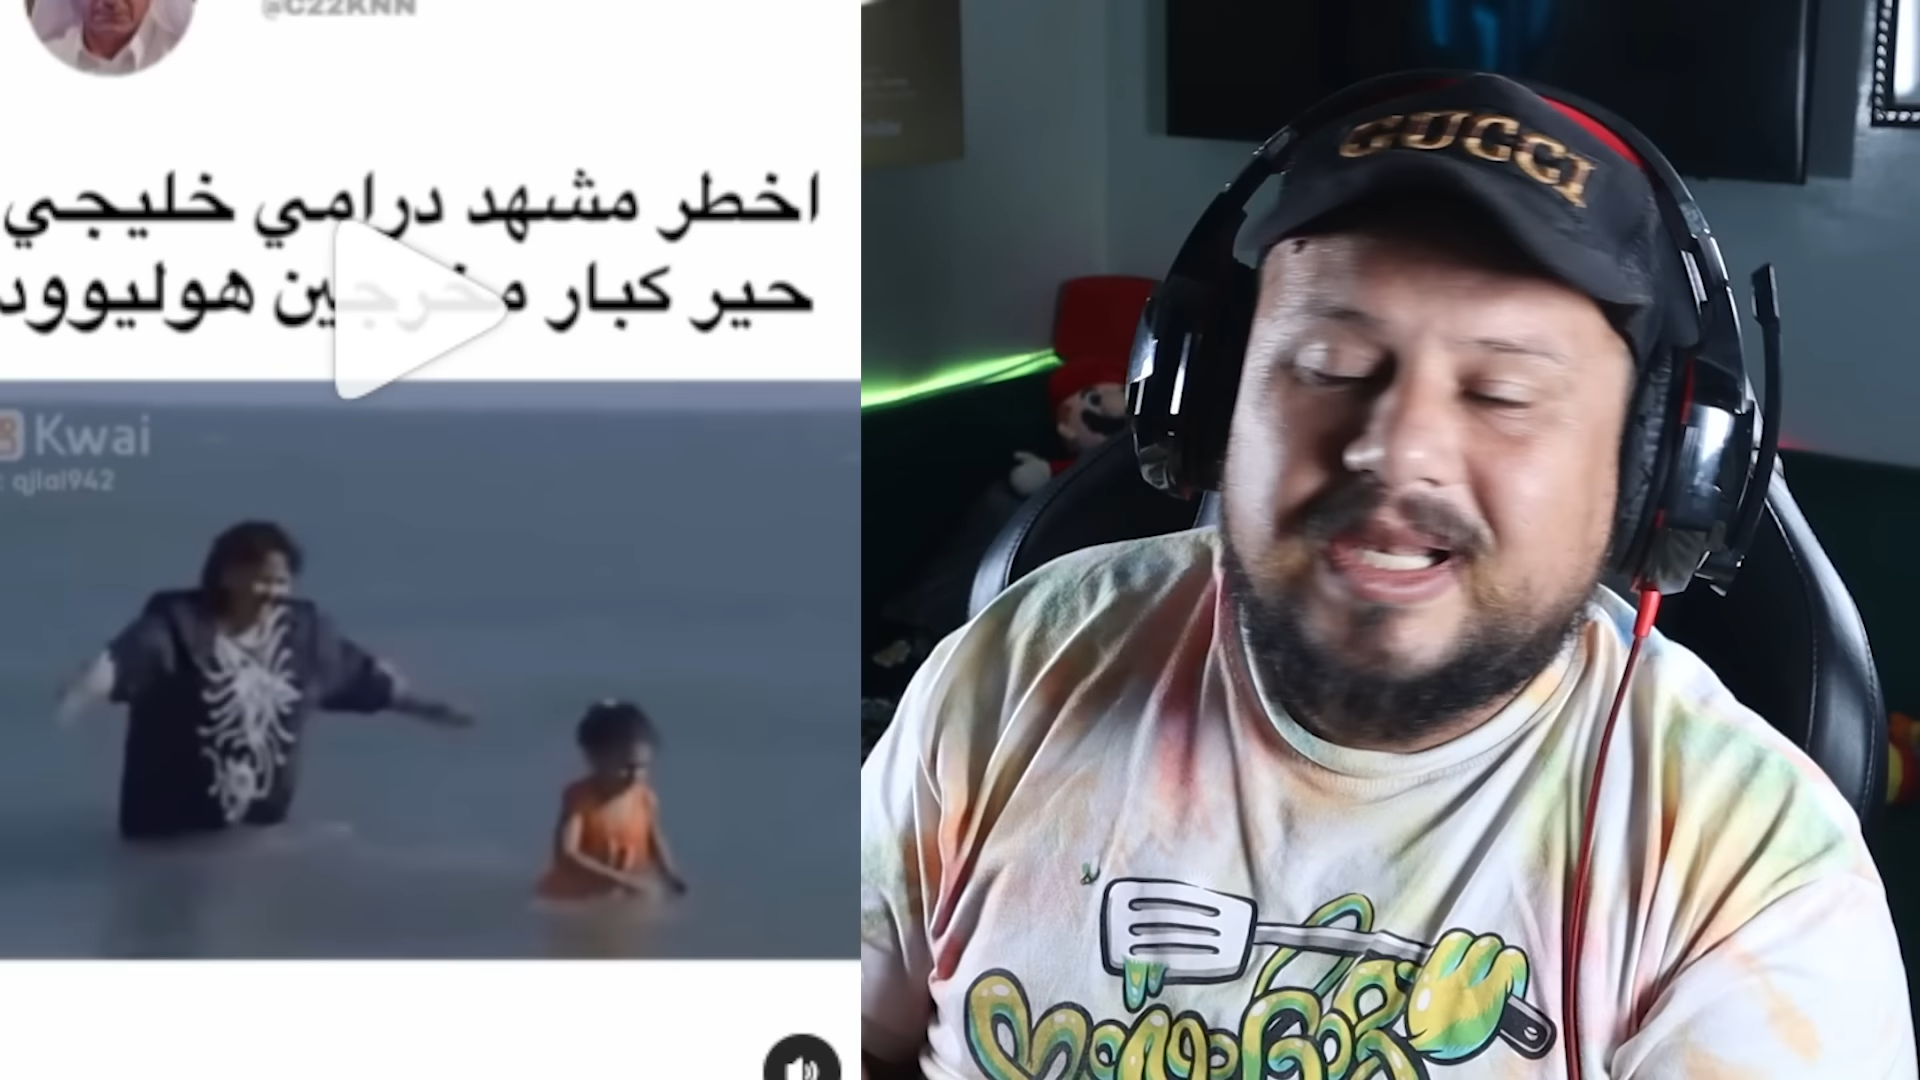 @C22KNN
اخطر مشهد درامي خليجي
حير كبار مخرجين هوليوود
Kwai
: qjlal942
GUCCI